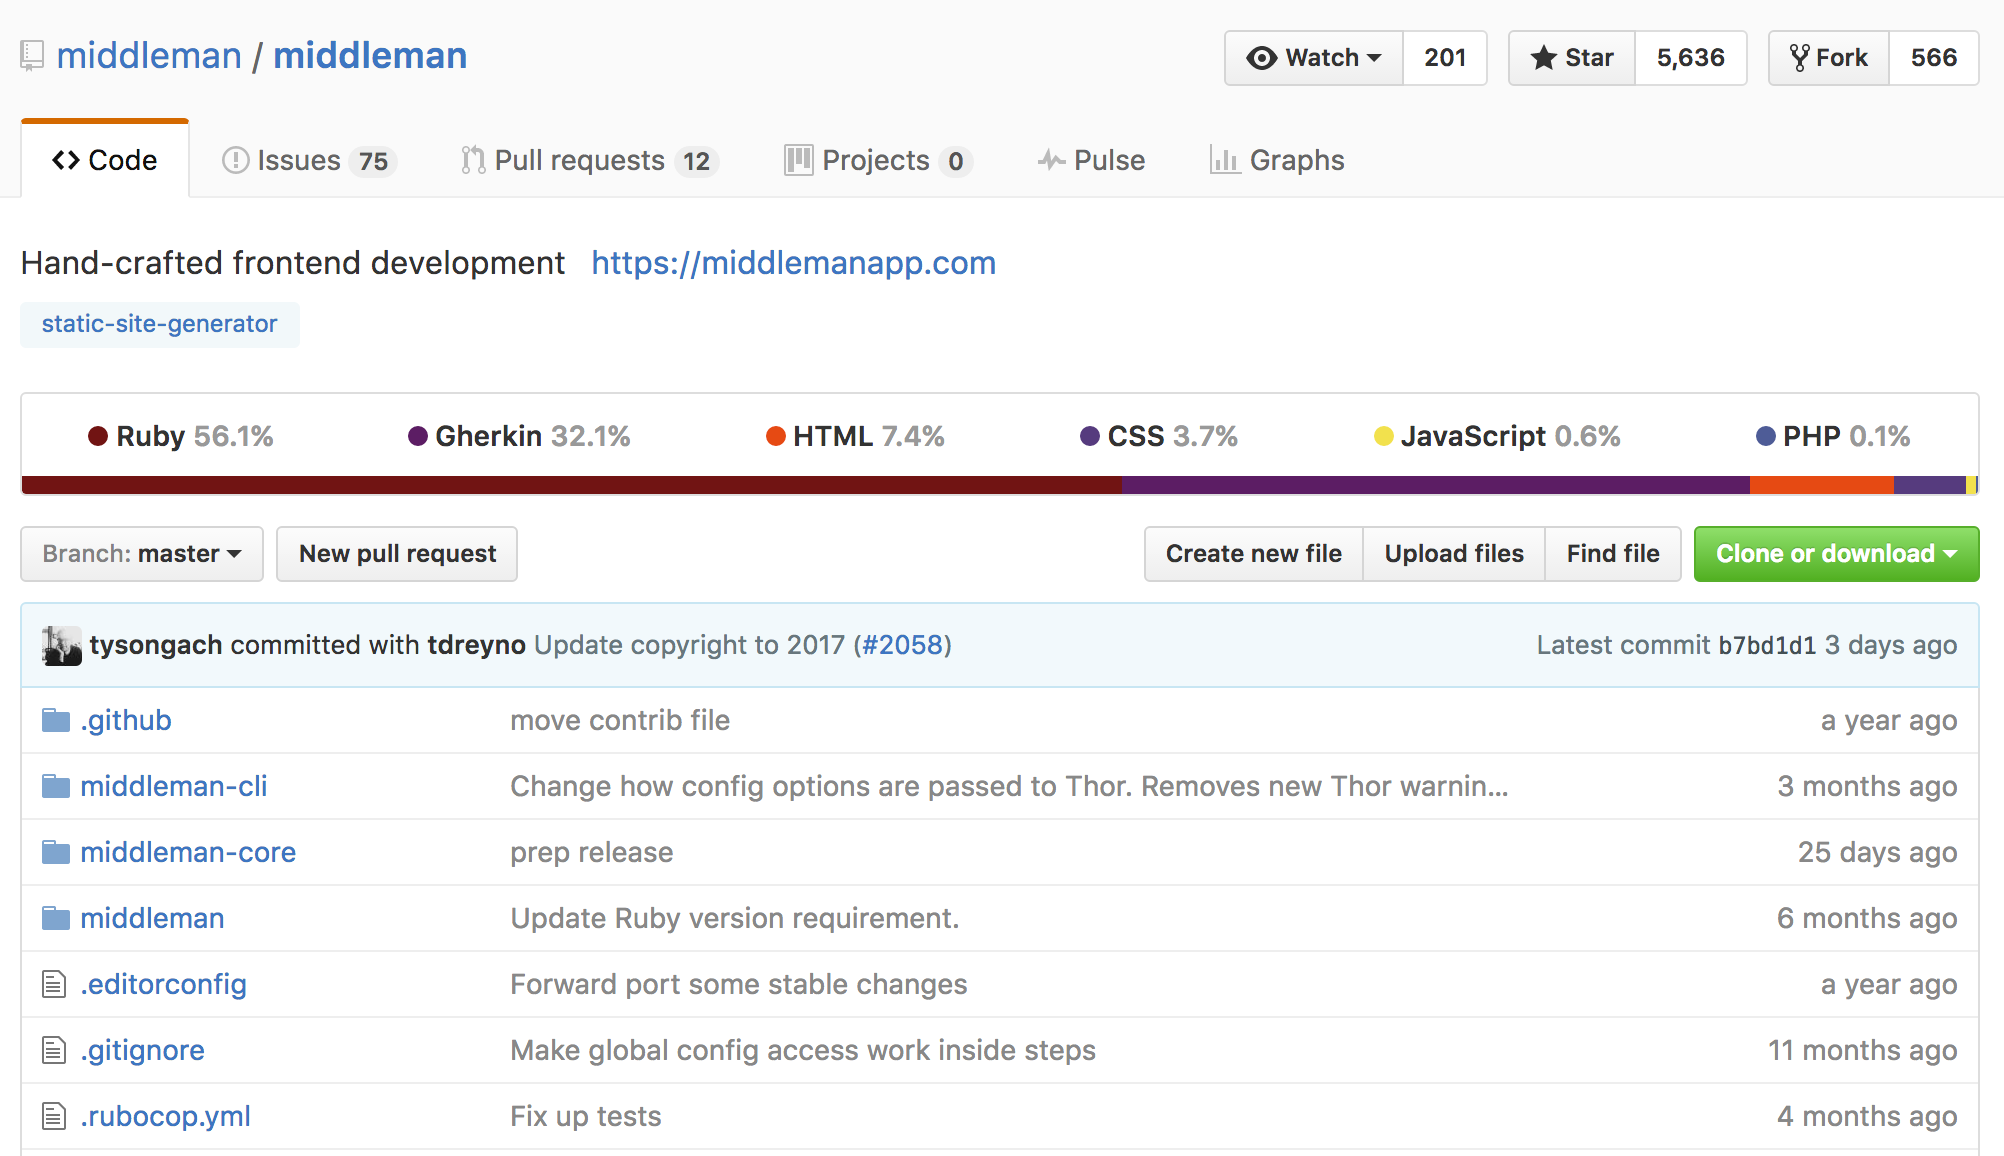 middleman / middleman Watch 201 Star 5,636 Fork 566
Code Issues 75 Pull requests 12 Projects 0 Pulse Graphs
Hand-crafted frontend development https://middlemanapp.com
static-site-generator
Ruby 56.1% Gherkin 32.1% HTML 7.4% CSS 3.7% JavaScript 0.6% PHP 0.1%
Branch: master New pull request Create new file Upload files Find file Clone or download
tysongach committed with tdreyno Update copyright to 2017 (#2058) Latest commit b7bd1d1 3 days ago
.github move contrib file a year ago
middleman-cli Change how config options are passed to Thor. Removes new Thor warnin... 3 months ago
middleman-core prep release 25 days ago
middleman Update Ruby version requirement. 6 months ago
.editorconfig Forward port some stable changes a year ago
.gitignore Make global config access work inside steps 11 months ago
.rubocop.yml Fix up tests 4 months ago